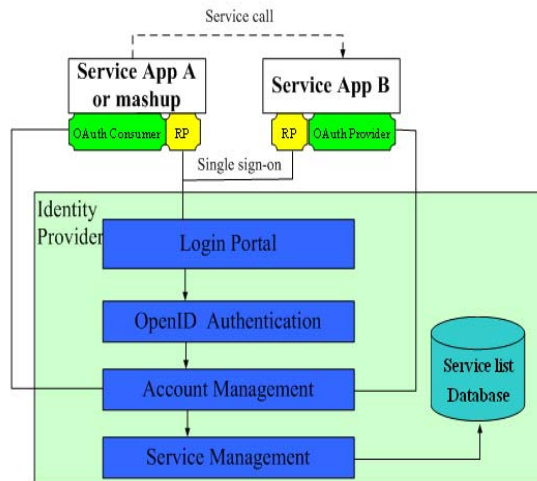 Service call
Service App A
or mashup
Service App B
OAuth Consumer
RP
RP
OAuth Provider
Single sign-on
Identity
Provider
Login Portal
OpenID Authentication
Account Management
Service Management
Service list
Database